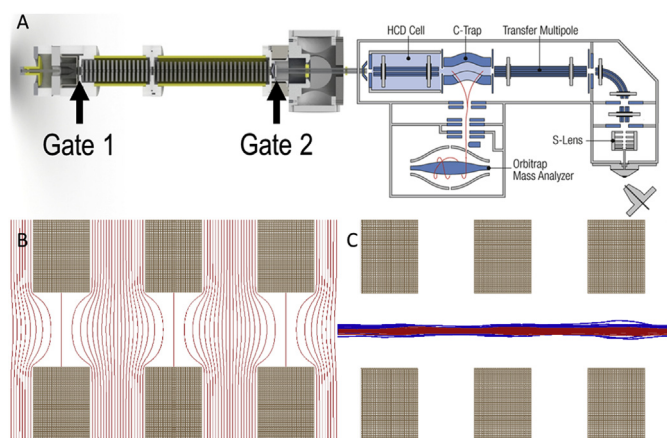 A
Gate 1
Gate 2
HCD Cell
C-Trap
Transfer Multipole
S-Lens
Orbitrap
Mass Analyzer
B
C